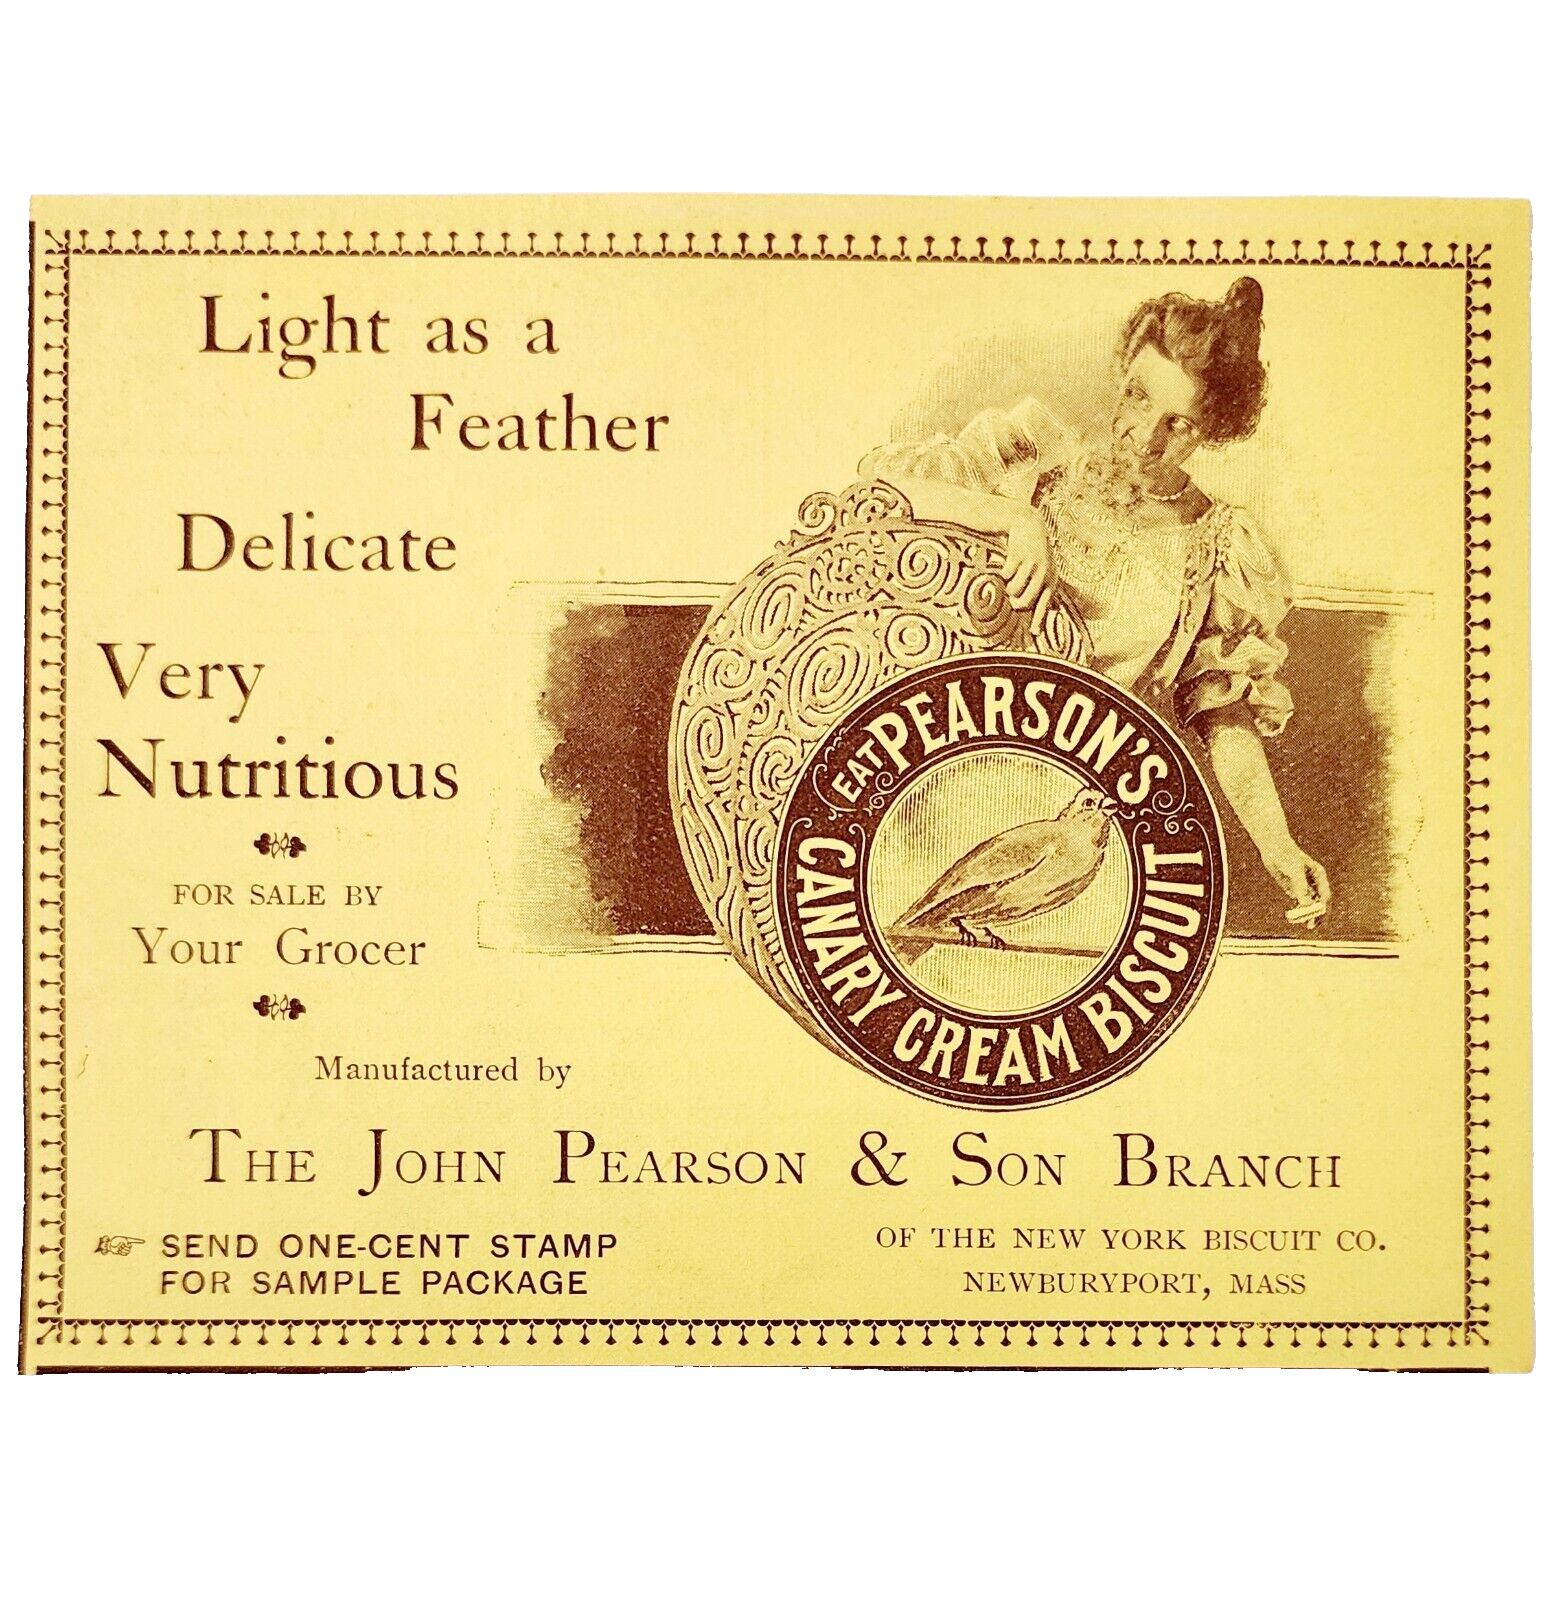 Light as a
Feather
Delicate
Very
Nutritious
FOR SALE BY
Your Grocer
EAT PEARSON'S
CANARY CREAM BISCUIT
Manufactured by
THE JOHN PEARSON & SON BRANCH
OF THE NEW YORK BISCUIT CO.
NEWBURYPORT, MASS
SEND ONE-CENT STAMP
FOR SAMPLE PACKAGE